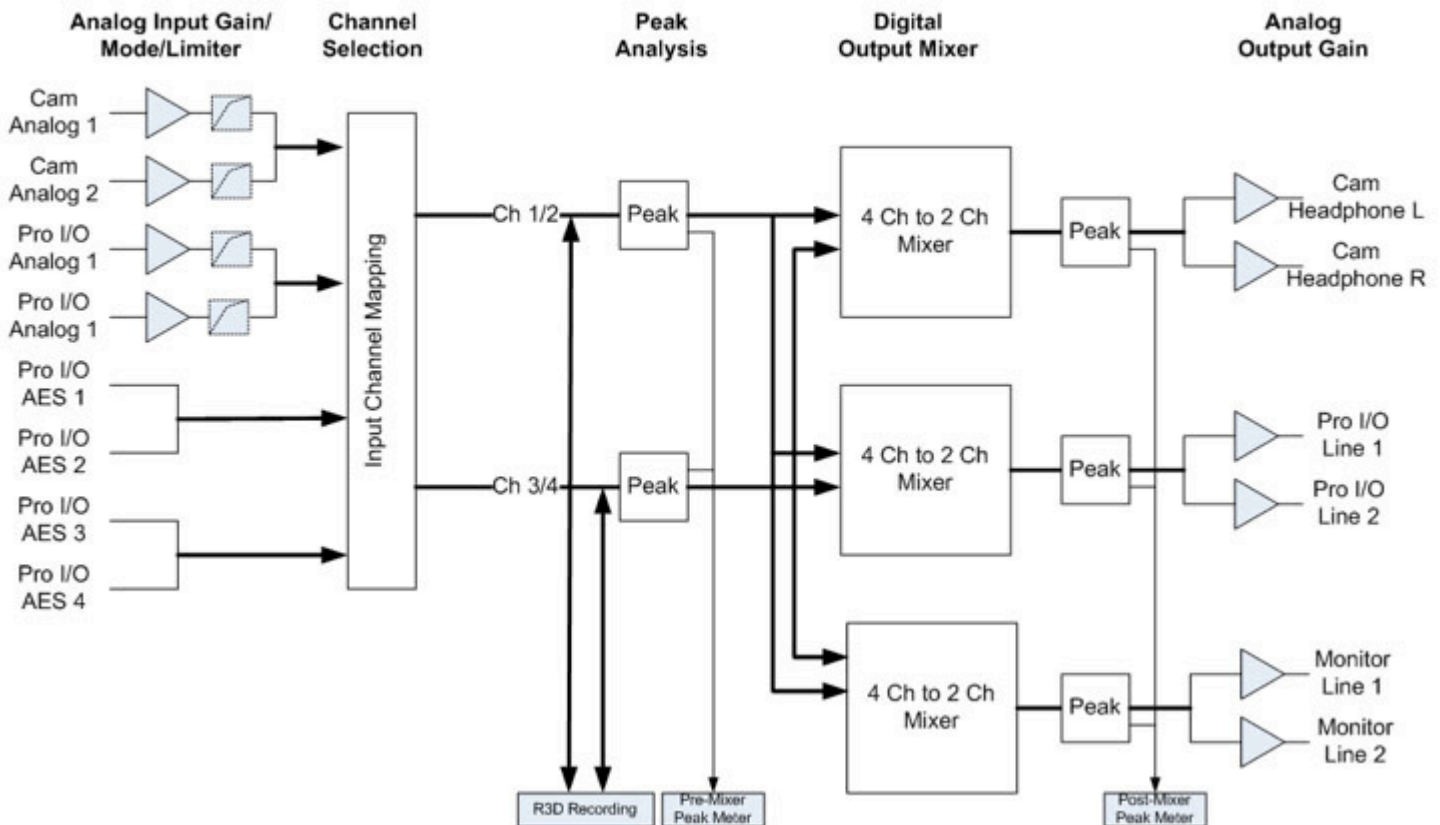 Analog Input Gain/
Mode/Limiter
Channel
Selection
Peak
Analysis
Digital
Output Mixer
Analog
Output Gain
Cam
Analog 1
Cam
Analog 2
Pro I/O
Analog 1
Pro I/O
Analog 1
Pro I/O
AES 1
Pro I/O
AES 2
Pro I/O
AES 3
Pro I/O
AES 4
Input Channel Mapping
Ch 1/2
Ch 3/4
Peak
Peak
4 Ch to 2 Ch
Mixer
4 Ch to 2 Ch
Mixer
4 Ch to 2 Ch
Mixer
Peak
Peak
Peak
Cam
Headphone L
Cam
Headphone R
Pro I/O
Line 1
Pro I/O
Line 2
Monitor
Line 1
Monitor
Line 2
R3D Recording
Pre-Mixer
Peak Meter
Post-Mixer
Peak Meter